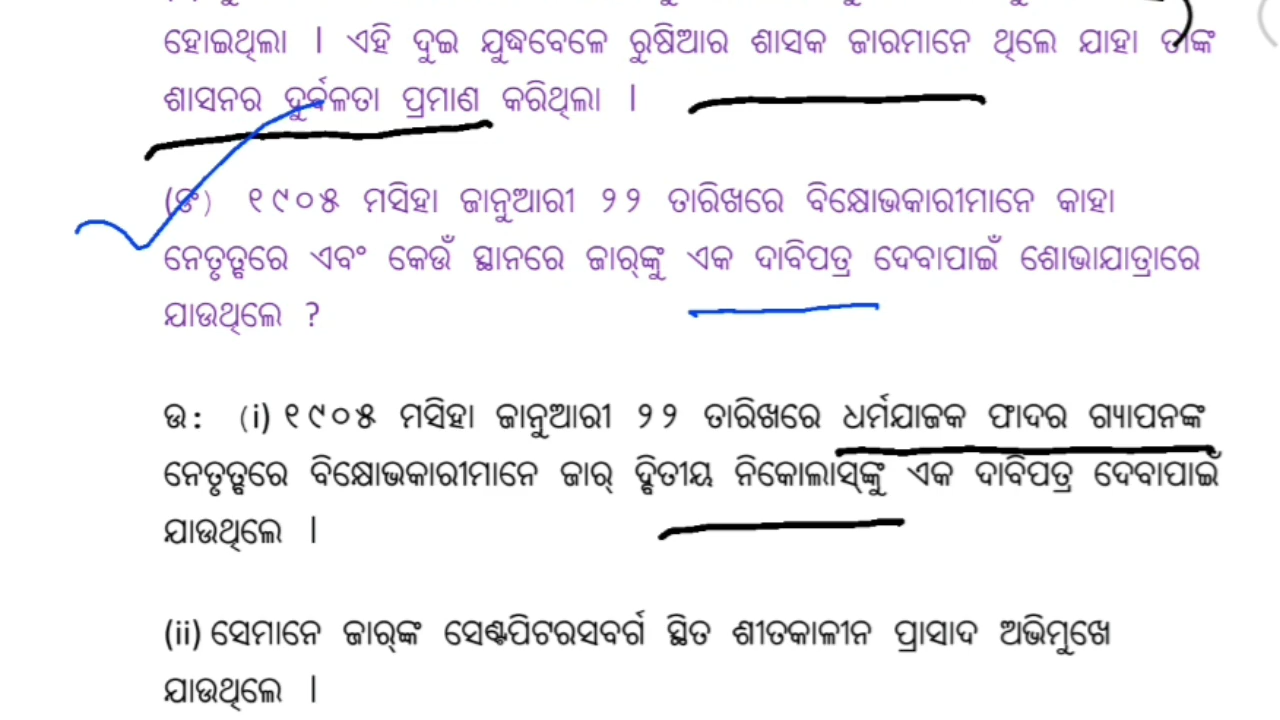 ହୋଇଥିଲା । ଏହି ଦୁଇ ଯୁଦ୍ଧବେଳେ ରୁଷିଆର ଶାସକ ଜାରମାନେ ଥିଲେ ଯାହା ତାଙ୍କ
ଶାସନର ଦୁର୍ବଳତା ପ୍ରମାଣ କରିଥିଲା ।
(ଙ) ୧୯୦୫ ମସିହା ଜାନୁଆରୀ ୨୨ ତାରିଖରେ ବିକ୍ଷୋଭକାରୀମାନେ କାହା
ନେତୃତ୍ବରେ ଏବଂ କେଉଁ ସ୍ଥାନରେ ଜାର୍‌ଙ୍କୁ ଏକ ଦାବିପତ୍ର ଦେବାପାଇଁ ଶୋଭାଯାତ୍ରାରେ
ଯାଉଥିଲେ ?
ଉ: (i) ୧୯୦୫ ମସିହା ଜାନୁଆରୀ ୨୨ ତାରିଖରେ ଧର୍ମଯାଜକ ଫାଦର ଗ୍ୟାପନଙ୍କ
ନେତୃତ୍ବରେ ବିକ୍ଷୋଭକାରୀମାନେ ଜାର୍ ଦ୍ବିତୀୟ ନିକୋଲାସ୍‌ଙ୍କୁ ଏକ ଦାବିପତ୍ର ଦେବାପାଇଁ
ଯାଉଥିଲେ ।
(ii) ସେମାନେ ଜାର୍‌ଙ୍କ ସେଣ୍ଟପିଟରସବର୍ଗ ସ୍ଥିତ ଶୀତକାଳୀନ ପ୍ରାସାଦ ଅଭିମୁଖେ
ଯାଉଥିଲେ ।